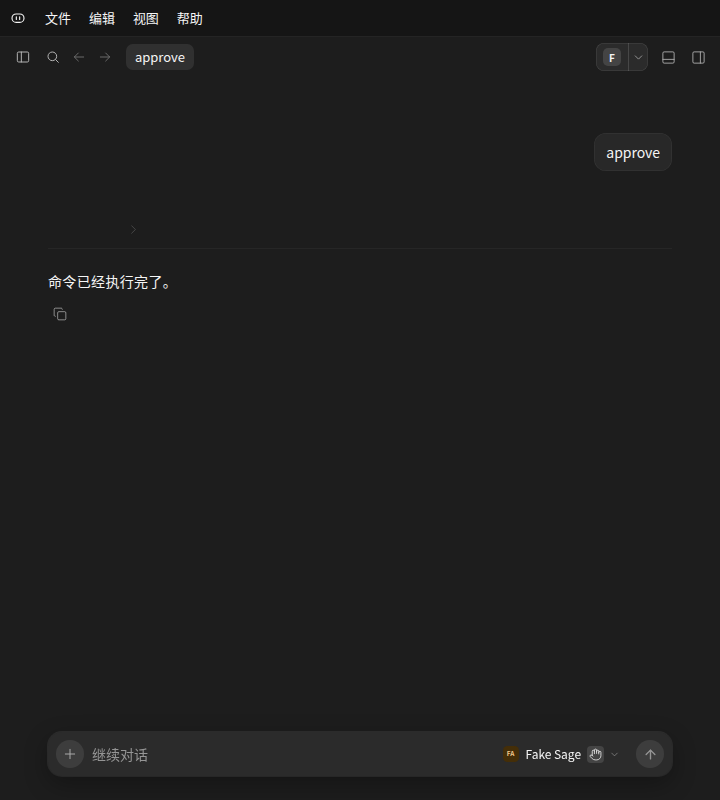 文件 编辑 视图 帮助
approve
F
approve
命令已经执行完了。
继续对话
FA Fake Sage